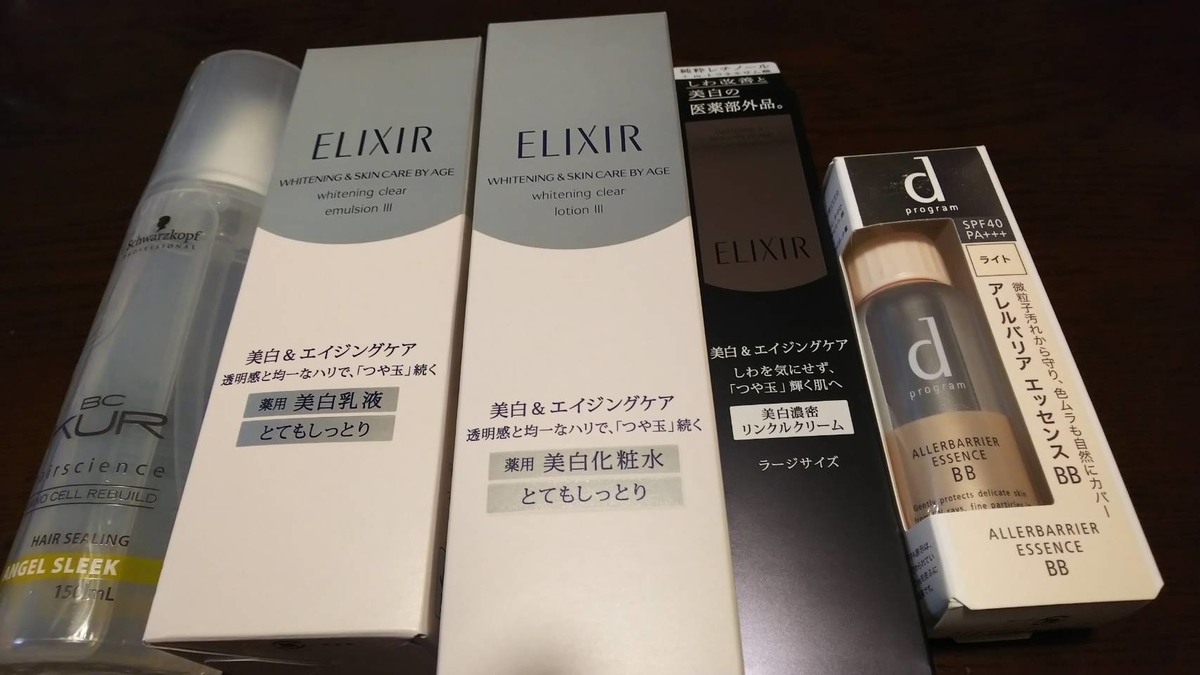 Schwarzkopf
PROFESSIONAL
BC
KUR
hairscience
CELL REBUILD
HAIR SEALING
ANGEL SLEEK
150mL
ELIXIR
WHITENING & SKIN CARE BY AGE
whitening clear
emulsion III
美白&エイジングケア
透明感と均一なハリで、「つや玉」続く
薬用 美白乳液
とてもしっとり
ELIXIR
WHITENING & SKIN CARE BY AGE
whitening clear
lotion III
美白&エイジングケア
透明感と均一なハリで、「つや玉」続く
薬用 美白化粧水
とてもしっとり
純粋レチノール
しわ改善と
美白の
医薬部外品。
ELIXIR
美白&エイジングケア
しわを気にせず、
「つや玉」輝く肌へ
美白濃密
リンクルクリーム
ラージサイズ
d
program
SPF40
PA+++
ライト
微粒子汚れから守り、色ムラも自然にカバー
アレルバリア エッセンス BB
d
program
ALLERBARRIER
ESSENCE
BB
Gently protects delicate skin
rays, fine particles
ALLERBARRIER
ESSENCE
BB